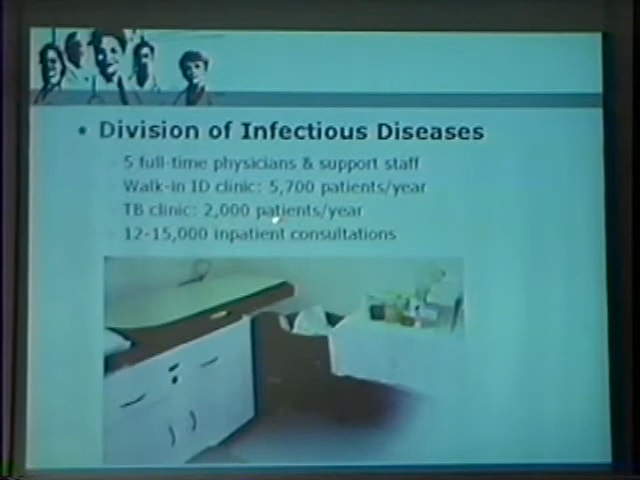 • Division of Infectious Diseases
5 full-time physicians & support staff
Walk-in ID clinic: 5,700 patients/year
TB clinic: 2,000 patients/year
12-15,000 inpatient consultations